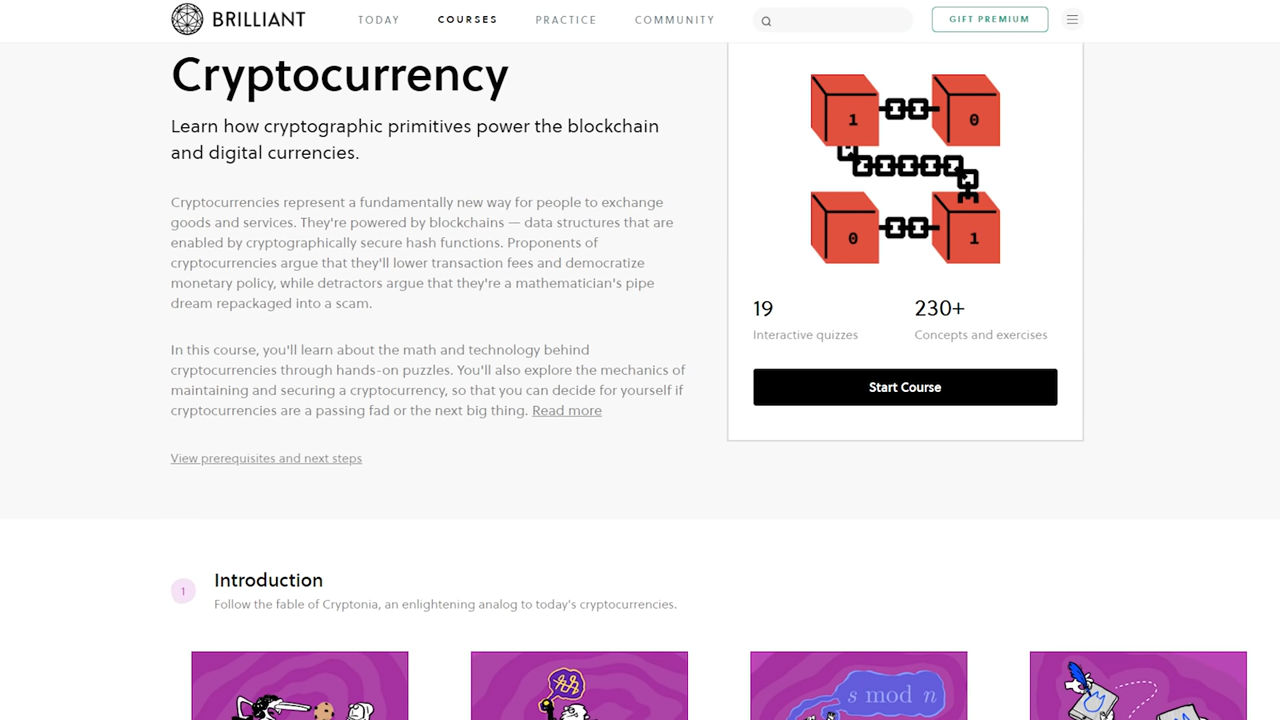 BRILLIANT
TODAY
COURSES
PRACTICE
COMMUNITY
GIFT PREMIUM
Cryptocurrency
Learn how cryptographic primitives power the blockchain
and digital currencies.
Cryptocurrencies represent a fundamentally new way for people to exchange
goods and services. They're powered by blockchains — data structures that are
enabled by cryptographically secure hash functions. Proponents of
cryptocurrencies argue that they'll lower transaction fees and democratize
monetary policy, while detractors argue that they're a mathematician's pipe
dream repackaged into a scam.
In this course, you'll learn about the math and technology behind
cryptocurrencies through hands-on puzzles. You'll also explore the mechanics of
maintaining and securing a cryptocurrency, so that you can decide for yourself if
cryptocurrencies are a passing fad or the next big thing. Read more
View prerequisites and next steps
1 0
0 1
19
Interactive quizzes
230+
Concepts and exercises
Start Course
1
Introduction
Follow the fable of Cryptonia, an enlightening analog to today's cryptocurrencies.
s mod n